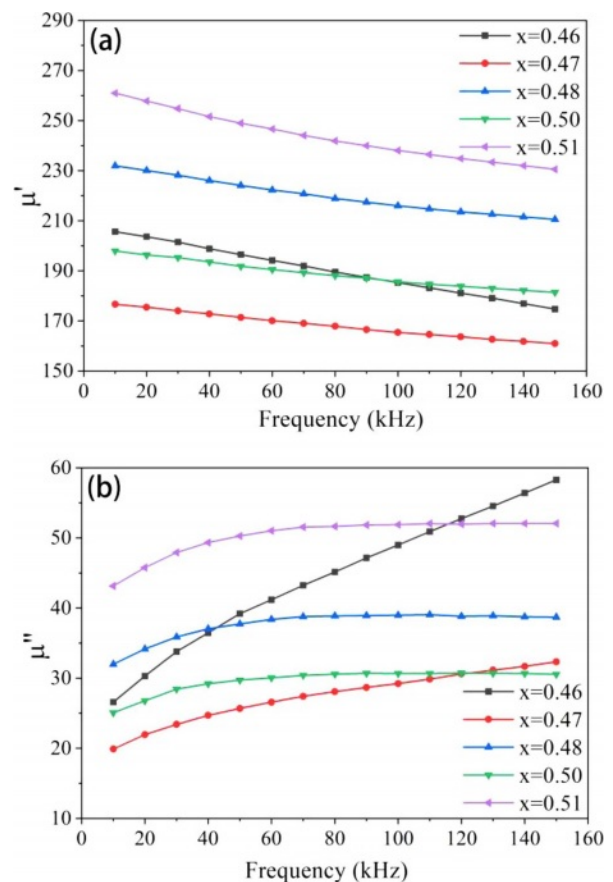 (a)
x=0.46
x=0.47
x=0.48
x=0.50
x=0.51
290
270
250
230
210
190
170
150
μ'
0 20 40 60 80 100 120 140 160
Frequency (kHz)
(b)
60
50
40
30
20
10
μ"
x=0.46
x=0.47
x=0.48
x=0.50
x=0.51
0 20 40 60 80 100 120 140 160
Frequency (kHz)